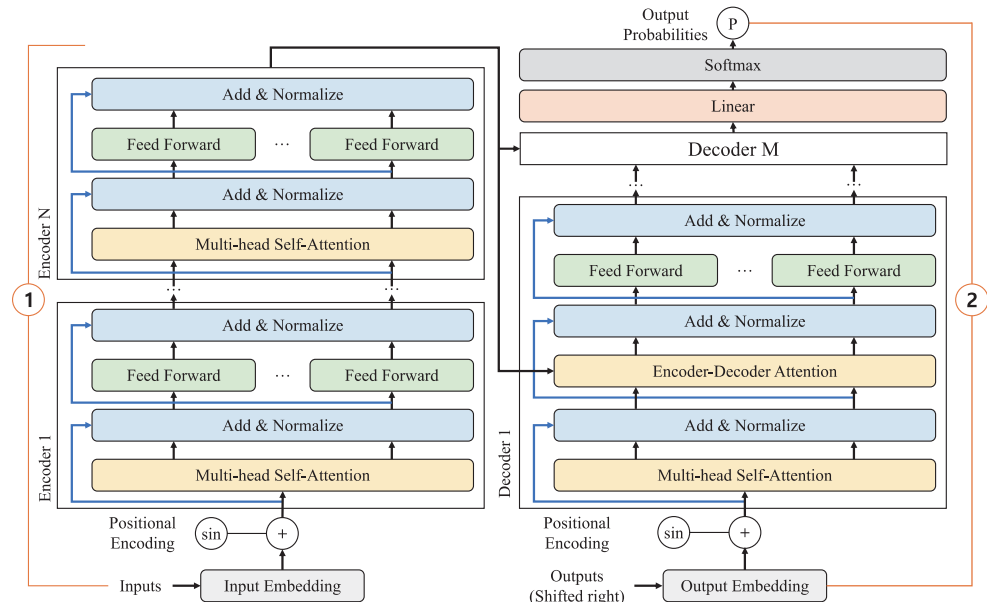 1
Encoder N
Add & Normalize
Feed Forward
...
Feed Forward
Add & Normalize
Multi-head Self-Attention
...
...
Encoder 1
Add & Normalize
Feed Forward
...
Feed Forward
Add & Normalize
Multi-head Self-Attention
Positional
Encoding
sin
+
Inputs
Input Embedding
Output
Probabilities
P
Softmax
Linear
Decoder M
...
...
Decoder 1
Add & Normalize
Feed Forward
...
Feed Forward
Add & Normalize
Encoder-Decoder Attention
Add & Normalize
Multi-head Self-Attention
Positional
Encoding
sin
+
Outputs
(Shifted right)
Output Embedding
2